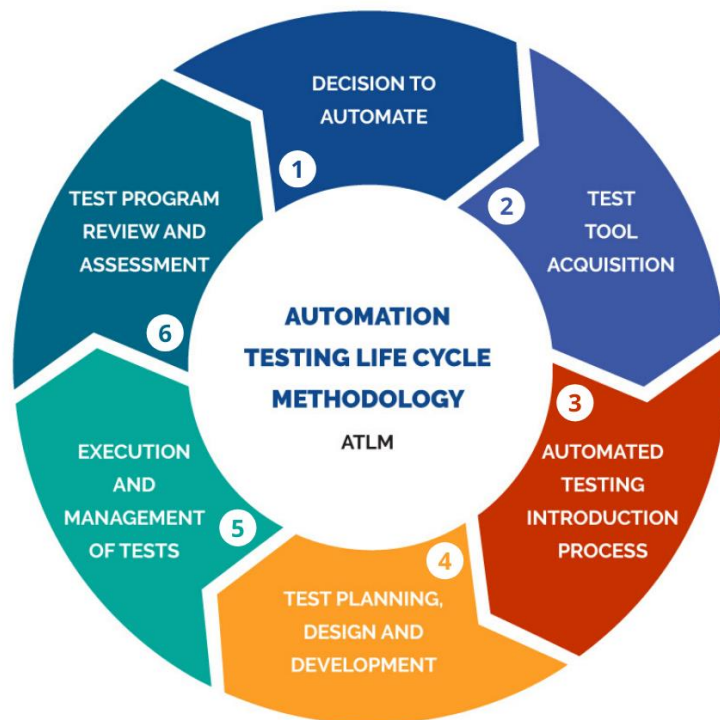 DECISION TO
AUTOMATE
1
2
TEST
TOOL
ACQUISITION
3
AUTOMATED
TESTING
INTRODUCTION
PROCESS
4
TEST PLANNING,
DESIGN AND
DEVELOPMENT
5
EXECUTION
AND
MANAGEMENT
OF TESTS
6
TEST PROGRAM
REVIEW AND
ASSESSMENT
AUTOMATION
TESTING LIFE CYCLE
METHODOLOGY
ATLM